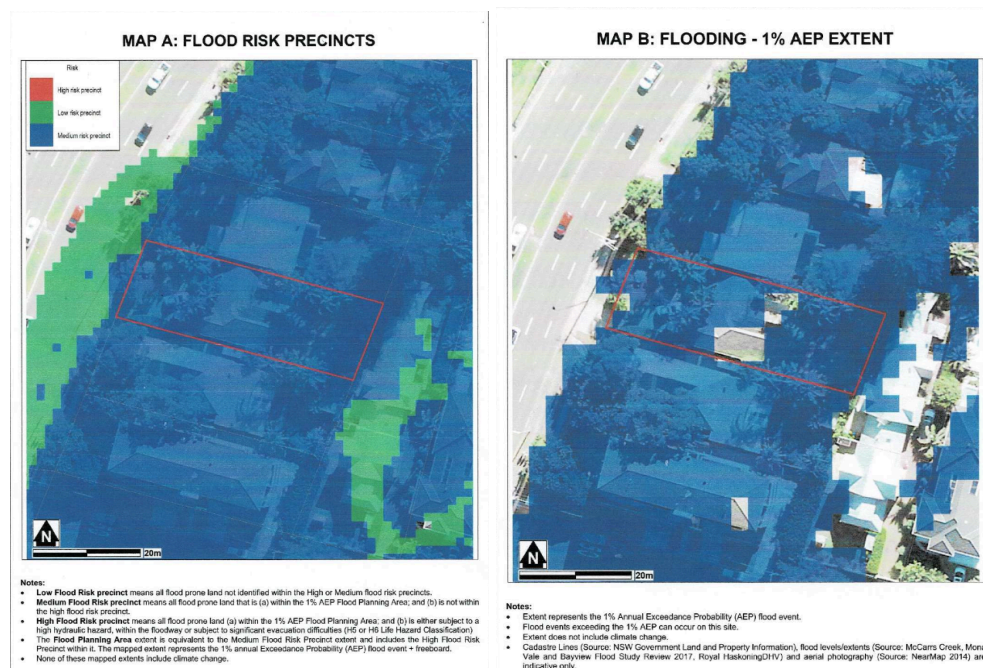 MAP A: FLOOD RISK PRECINCTS
Risk
High risk precinct
Low risk precinct
Medium risk precinct
N
20m
Notes:
• Low Flood Risk precinct means all flood prone land not identified within the High or Medium flood risk precincts.
• Medium Flood Risk precinct means all flood prone land that is (a) within the 1% AEP Flood Planning Area; and (b) is not within
the high flood risk precinct.
• High Flood Risk precinct means all flood prone land (a) within the 1% AEP Flood Planning Area; and (b) is either subject to a
high hydraulic hazard, within the floodway or subject to significant evacuation difficulties (H5 or H6 Life Hazard Classification)
• The Flood Planning Area extent is equivalent to the Medium Flood Risk Precinct extent and includes the High Flood Risk
Precinct within it. The mapped extent represents the 1% annual Exceedance Probability (AEP) flood event + freeboard.
• None of these mapped extents include climate change.
MAP B: FLOODING - 1% AEP EXTENT
N
20m
Notes:
• Extent represents the 1% Annual Exceedance Probability (AEP) flood event.
• Flood events exceeding the 1% AEP can occur on this site.
• Extent does not include climate change.
• Cadastre Lines (Source: NSW Government Land and Property Information), flood levels/extents (Source: McCarrs Creek, Mona
Vale and Bayview Flood Study Review 2017, Royal HaskoningDHV) and aerial photography (Source: NearMap 2014) are
indicative only.